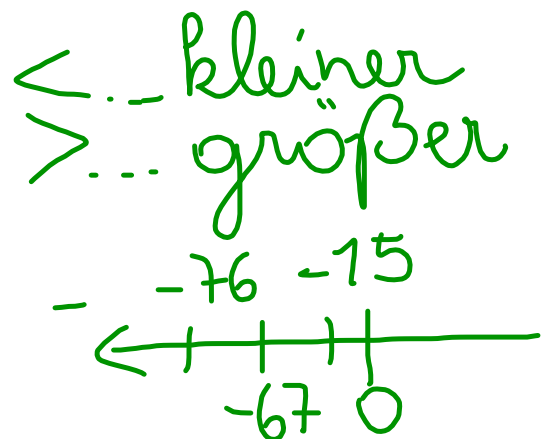 < ... kleiner
> ... größer
-76 -15
-
-67 0